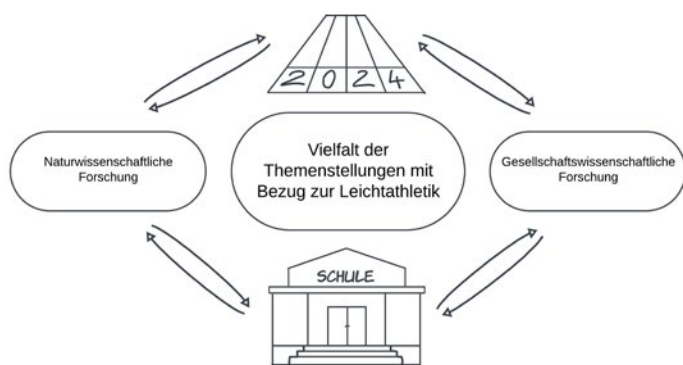 2024
Naturwissenschaftliche
Forschung
Vielfalt der
Themenstellungen mit
Bezug zur Leichtathletik
Gesellschaftswissenschaftliche
Forschung
SCHULE